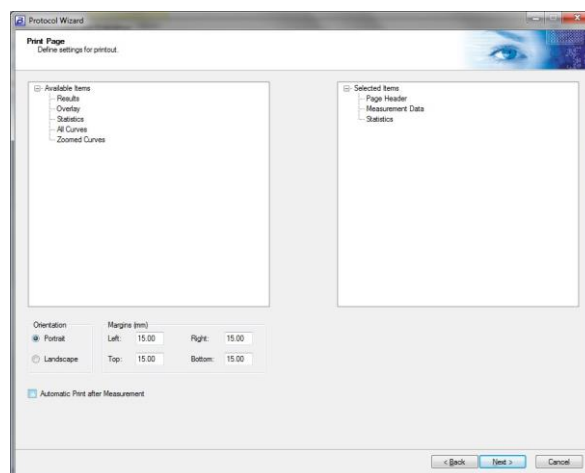 Protocol Wizard
Print Page
Define settings for printout.
Available Items
Results
Overlay
Statistics
All Curves
Zoomed Curves
Selected Items
Page Header
Measurement Data
Statistics
Orientation
Portrait
Landscape
Margins (mm)
Left: 15.00 Right: 15.00
Top: 15.00 Bottom: 15.00
Automatic Print after Measurement
< Back Next > Cancel